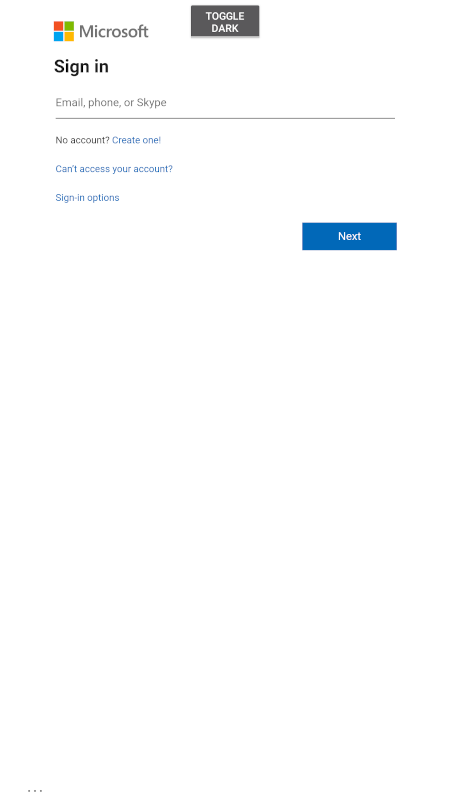 TOGGLE
DARK
Microsoft
Sign in
Email, phone, or Skype
No account? Create one!
Can't access your account?
Sign-in options
Next
...